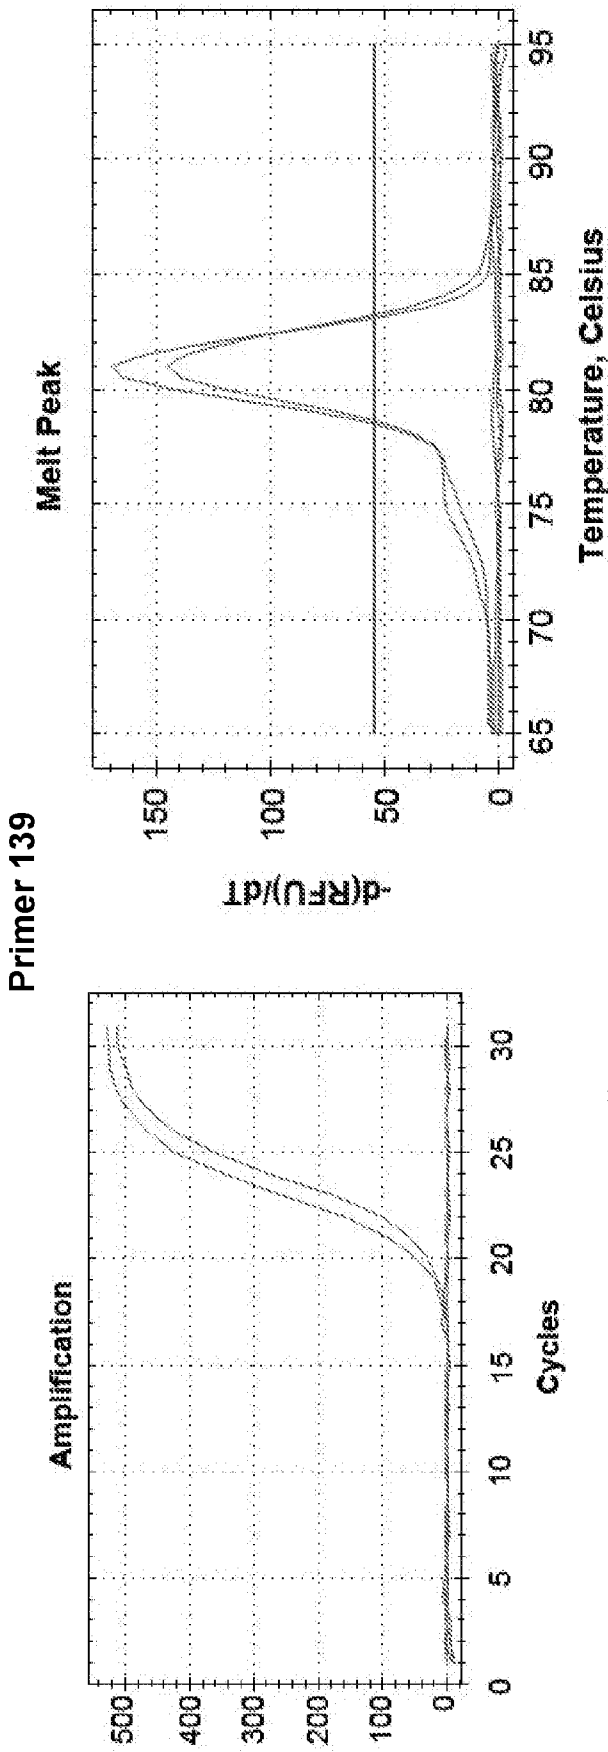 Primer 139
Amplification
500
400
300
200
100
0
0 5 10 15 20 25 30
Cycles
Melt Peak
-d(RFU)/dT
150
100
50
0
65 70 75 80 85 90 95
Temperature, Celsius